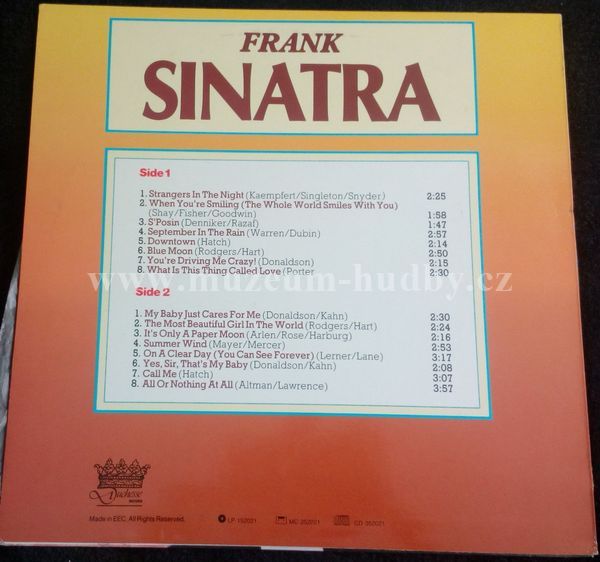 FRANK
SINATRA
Side 1
1. Strangers In The Night (Kaempfert/Singleton/Snyder) 2:25
2. When You're Smiling (The Whole World Smiles With You)
(Shay/Fisher/Goodwin) 1:58
3. S'Posin (Denniker/Razaf) 1:47
4. September In The Rain (Warren/Dubin) 2:57
5. Downtown (Hatch) 2:14
6. Blue Moon (Rodgers/Hart) 2:50
7. You're Driving Me Crazy! (Donaldson) 2:15
8. What Is This Thing Called Love (Porter 2:30
www.muzeum-hudby.cz
Side 2
1. My Baby Just Cares For Me (Donaldson/Kahn) 2:30
2. The Most Beautiful Girl In The World (Rodgers/Hart) 2:24
3. It's Only A Paper Moon (Arlen/Rose/Harburg) 2:16
4. Summer Wind (Mayer/Mercer) 2:53
5. On A Clear Day (You Can See Forever) (Lerner/Lane) 3:17
6. Yes, Sir, That's My Baby (Donaldson/Kahn) 2:08
7. Call Me (Hatch) 3:07
8. All Or Nothing At All (Altman/Lawrence) 3:57
Duchesse
Made in EEC. All Rights Reserved. LP 152021 MC 252021 CD 352021